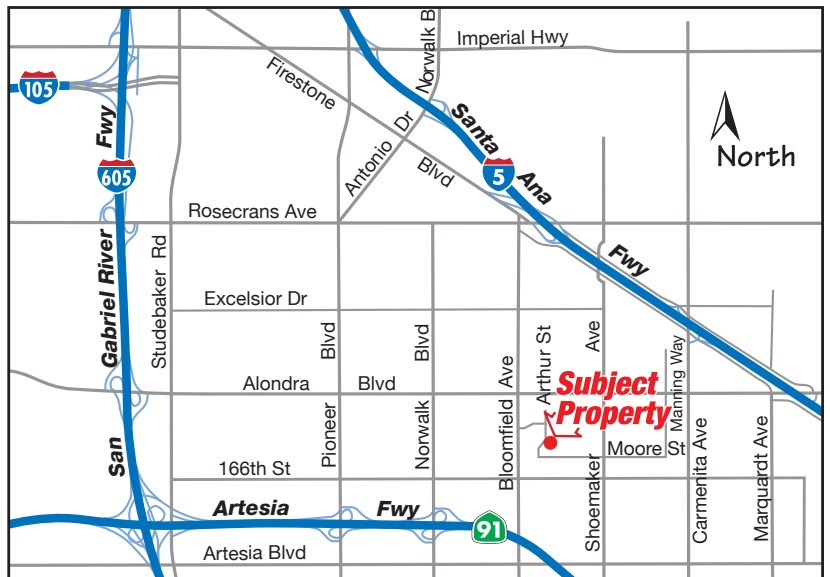 Imperial Hwy
Norwalk B
Firestone
Blvd
105
Fwy
605
Antonio Dr
Santa
Ana
5
Fwy
North
Rosecrans Ave
Gabriel River
San
Studebaker Rd
Excelsior Dr
Pioneer
Blvd
Norwalk
Blvd
Alondra Blvd
Bloomfield Ave
Arthur St
Shoemaker
Ave
Subject
Property
Manning Way
Moore St
Carmenita Ave
Marquardt Ave
166th St
Artesia Fwy
91
Artesia Blvd